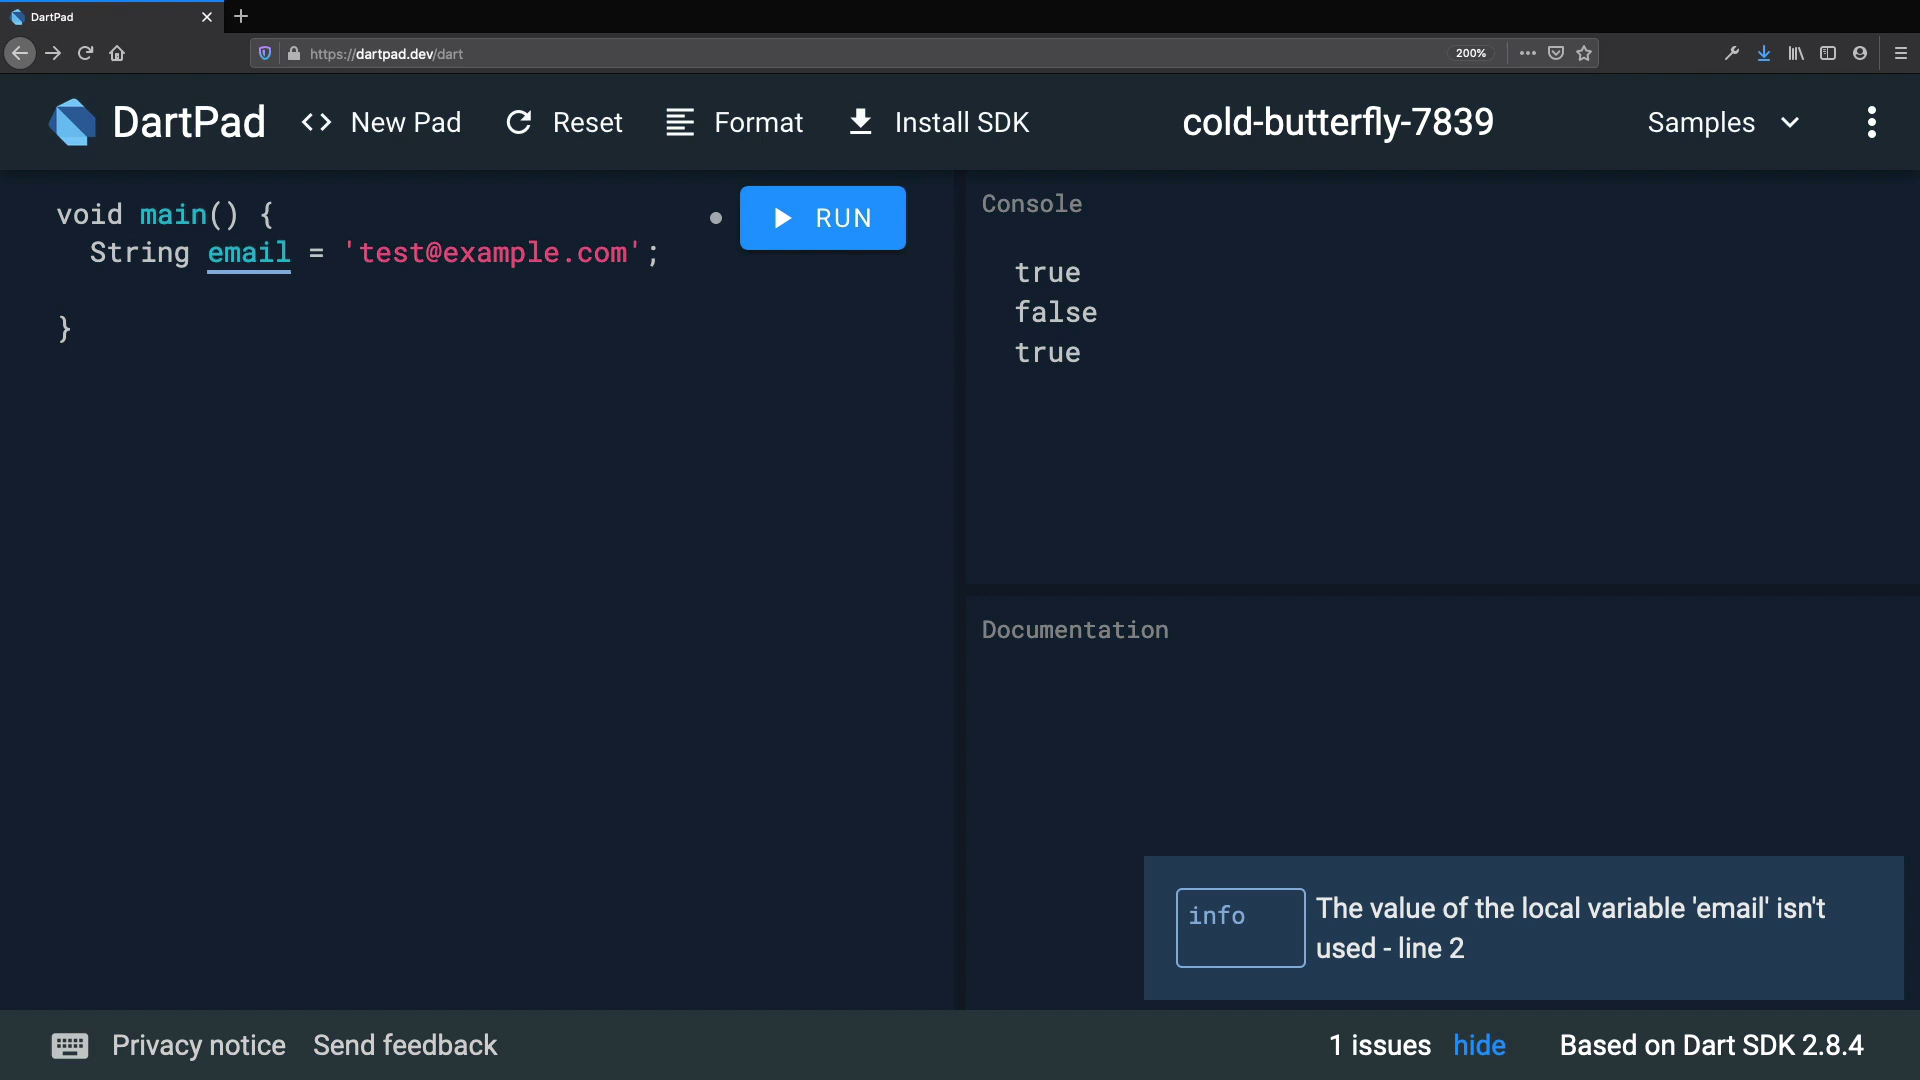 DartPad
https://dartpad.dev/dart
200%
DartPad
New Pad
Reset
Format
Install SDK
cold-butterfly-7839
Samples
void main() {
  String email = 'test@example.com';
}
RUN
Console
true
false
true
Documentation
info
The value of the local variable 'email' isn't
used - line 2
Privacy notice
Send feedback
1 issues
hide
Based on Dart SDK 2.8.4